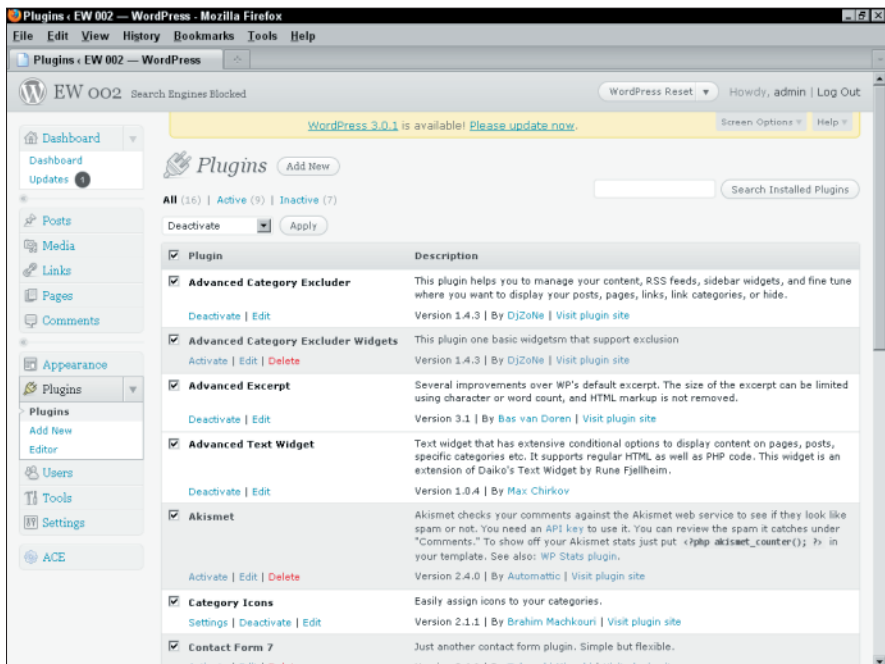 Plugins ‹ EW 002 — WordPress - Mozilla Firefox
File Edit View History Bookmarks Tools Help
Plugins ‹ EW 002 — WordPress
EW 002 Search Engines Blocked
WordPress Reset
Howdy, admin | Log Out
WordPress 3.0.1 is available! Please update now.
Screen Options
Help
Dashboard
Dashboard
Updates 1
Posts
Media
Links
Pages
Comments
Appearance
Plugins
Plugins
Add New
Editor
Users
Tools
Settings
ACE
Plugins Add New
Search Installed Plugins
All (16) | Active (9) | Inactive (7)
Deactivate Apply
Plugin Description
Advanced Category Excluder
This plugin helps you to manage your content, RSS feeds, sidebar widgets, and fine tune
where you want to display your posts, pages, links, link categories, or hide.
Deactivate | Edit
Version 1.4.3 | By DjZoNe | Visit plugin site
Advanced Category Excluder Widgets
This plugin one basic widgetsm that support exclusion
Activate | Edit | Delete
Version 1.4.3 | By DjZoNe | Visit plugin site
Advanced Excerpt
Several improvements over WP's default excerpt. The size of the excerpt can be limited
using character or word count, and HTML markup is not removed.
Deactivate | Edit
Version 3.1 | By Bas van Doren | Visit plugin site
Advanced Text Widget
Text widget that has extensive conditional options to display content on pages, posts,
specific categories etc. It supports regular HTML as well as PHP code. This widget is an
extension of Daiko's Text Widget by Rune Fjellheim.
Deactivate | Edit
Version 1.0.4 | By Max Chirkov
Akismet
Akismet checks your comments against the Akismet web service to see if they look like
spam or not. You need an API key to use it. You can review the spam it catches under
"Comments." To show off your Akismet stats just put <?php akismet_counter(); ?> in
your template. See also: WP Stats plugin.
Activate | Edit | Delete
Version 2.4.0 | By Automattic | Visit plugin site
Category Icons
Easily assign icons to your categories.
Settings | Deactivate | Edit
Version 2.1.1 | By Brahim Machkouri | Visit plugin site
Contact Form 7
Just another contact form plugin. Simple but flexible.